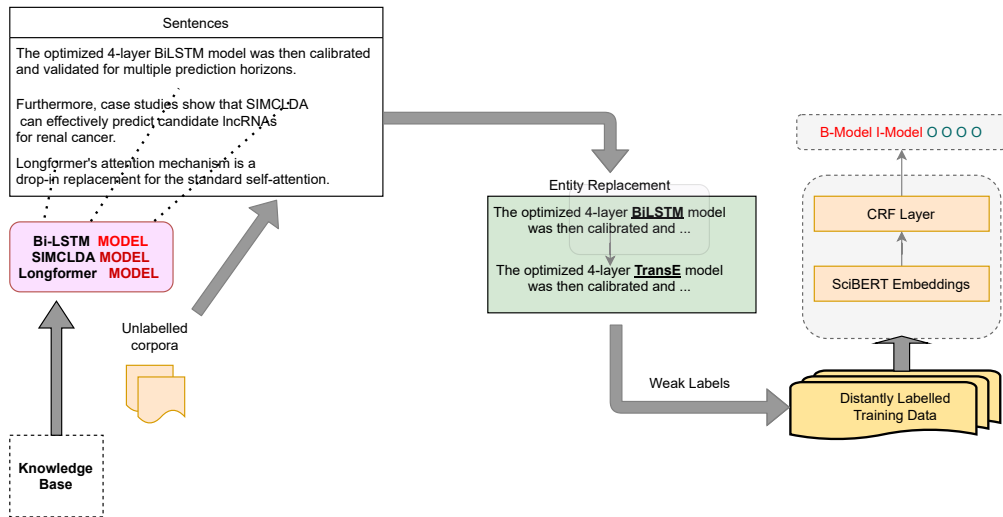 Sentences
The optimized 4-layer BiLSTM model was then calibrated
and validated for multiple prediction horizons.
Furthermore, case studies show that SIMCLDA
can effectively predict candidate lncRNAs
for renal cancer.
Longformer's attention mechanism is a
drop-in replacement for the standard self-attention.
Bi-LSTM MODEL
SIMCLDA MODEL
Longformer MODEL
Unlabelled
corpora
Knowledge
Base
Entity Replacement
The optimized 4-layer BiLSTM model
was then calibrated and ...
The optimized 4-layer TransE model
was then calibrated and ...
Weak Labels
B-Model I-Model O O O O
CRF Layer
SciBERT Embeddings
Distantly Labelled
Training Data